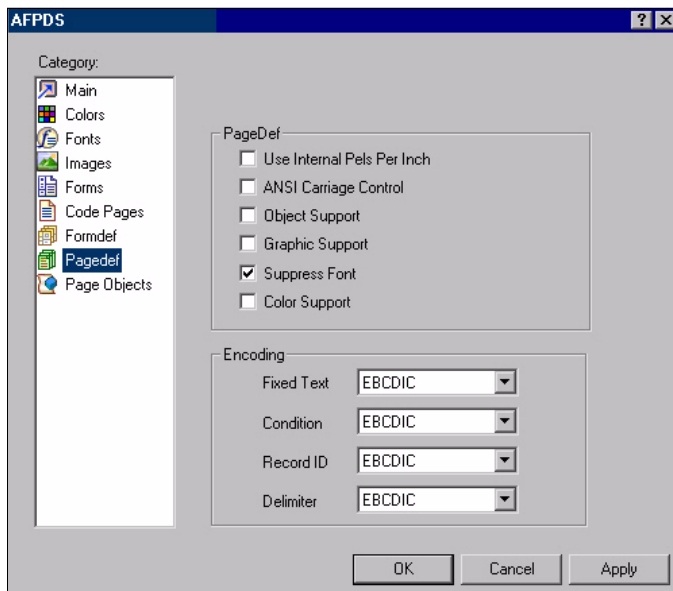 AFPDS
Category:
Main
Colors
Fonts
Images
Forms
Code Pages
Formdef
Pagedef
Page Objects
PageDef
Use Internal Pels Per Inch
ANSI Carriage Control
Object Support
Graphic Support
Suppress Font
Color Support
Encoding
Fixed Text EBCDIC
Condition EBCDIC
Record ID EBCDIC
Delimiter EBCDIC
OK Cancel Apply